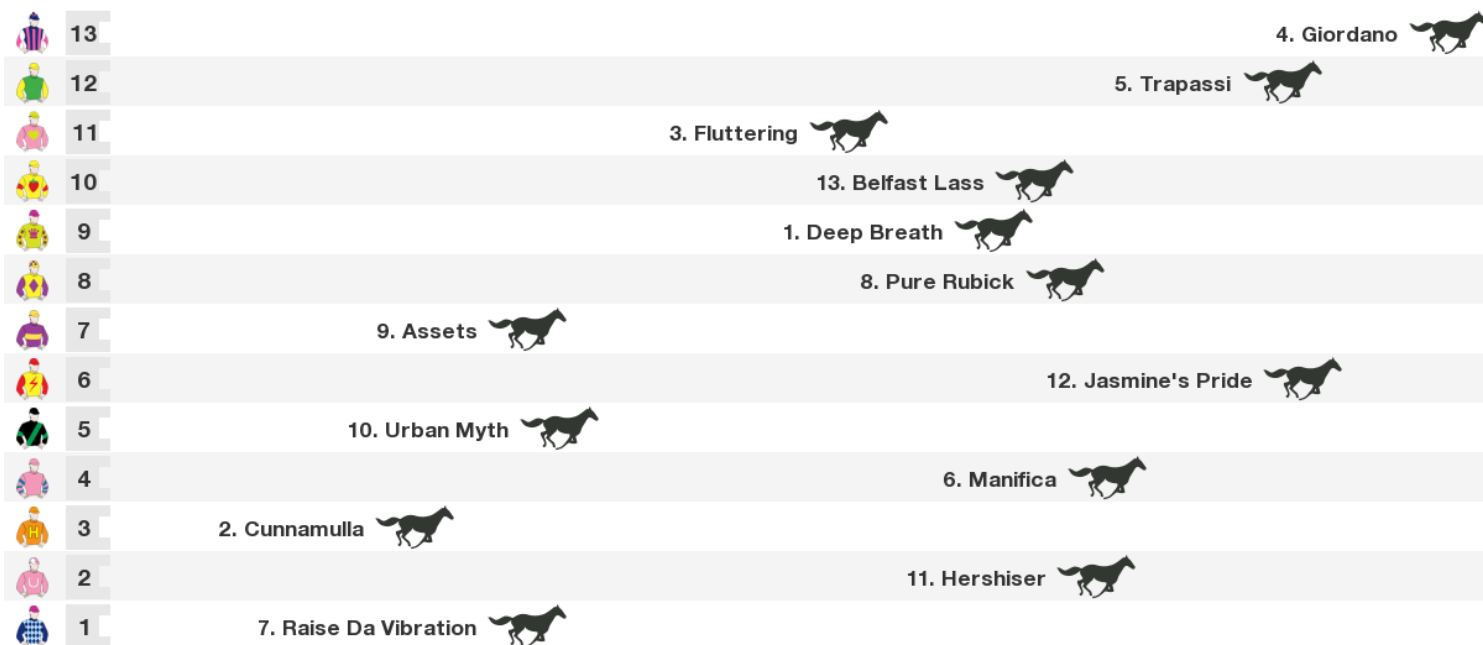 13 4. Giordano
12 5. Trapassi
11 3. Fluttering
10 13. Belfast Lass
9 1. Deep Breath
8 8. Pure Rubick
7 9. Assets
6 12. Jasmine's Pride
5 10. Urban Myth
4 6. Manifica
H 3 2. Cunnamulla
U 2 11. Hershiser
1 7. Raise Da Vibration